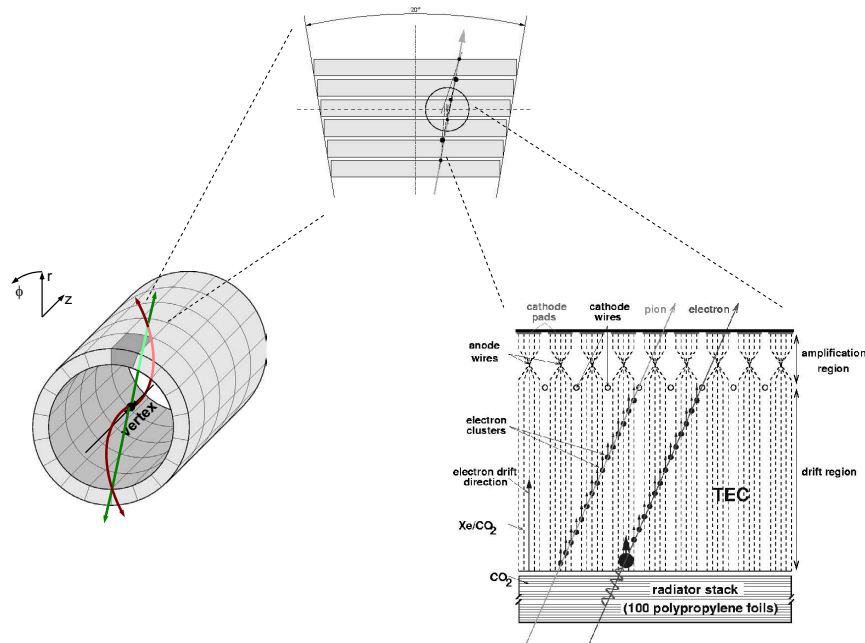 20°
r
ϕ
z
vertex
cathode
pads
cathode
wires
pion
electron
anode
wires
amplification
region
electron
clusters
electron drift
direction
drift region
TEC
Xe/CO2
CO2
radiator stack
(100 polypropylene foils)